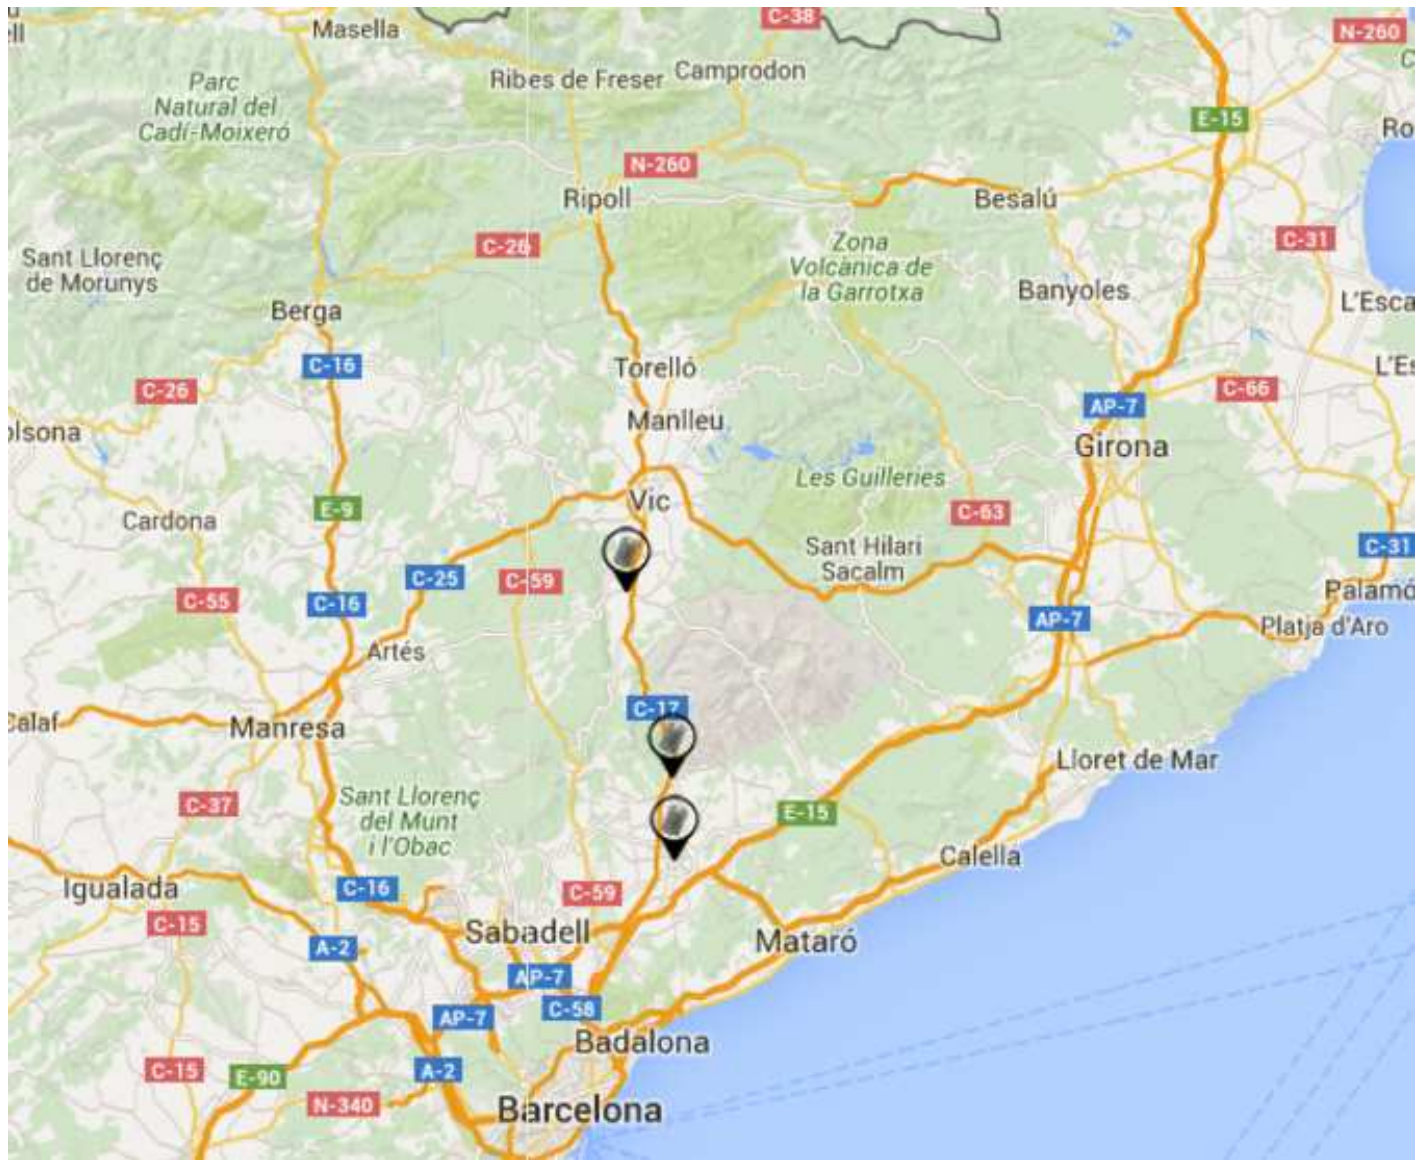 Masella
C-38
N-260
Parc
Natural del
Cadí-Moixeró
Ribes de Freser
Camprodon
E-15
N-260
Ripoll
Besalú
C-26
Zona
Volcànica de
la Garrotxa
C-31
Sant Llorenç
de Morunys
Banyoles
Berga
C-16
Torelló
C-26
C-66
AP-7
Manlleu
Girona
Vic
Les Guilleries
E-9
Cardona
C-63
Sant Hilari
Sacalm
C-31
C-25
C-59
C-55
C-16
AP-7
Platja d'Aro
Artés
C-17
Manresa
Lloret de Mar
C-37
Sant Llorenç
del Munt
i l'Obac
E-15
Calella
Igualada
C-16
C-59
C-15
Sabadell
Mataró
A-2
AP-7
C-58
AP-7
Badalona
C-15
E-90
A-2
N-340
Barcelona